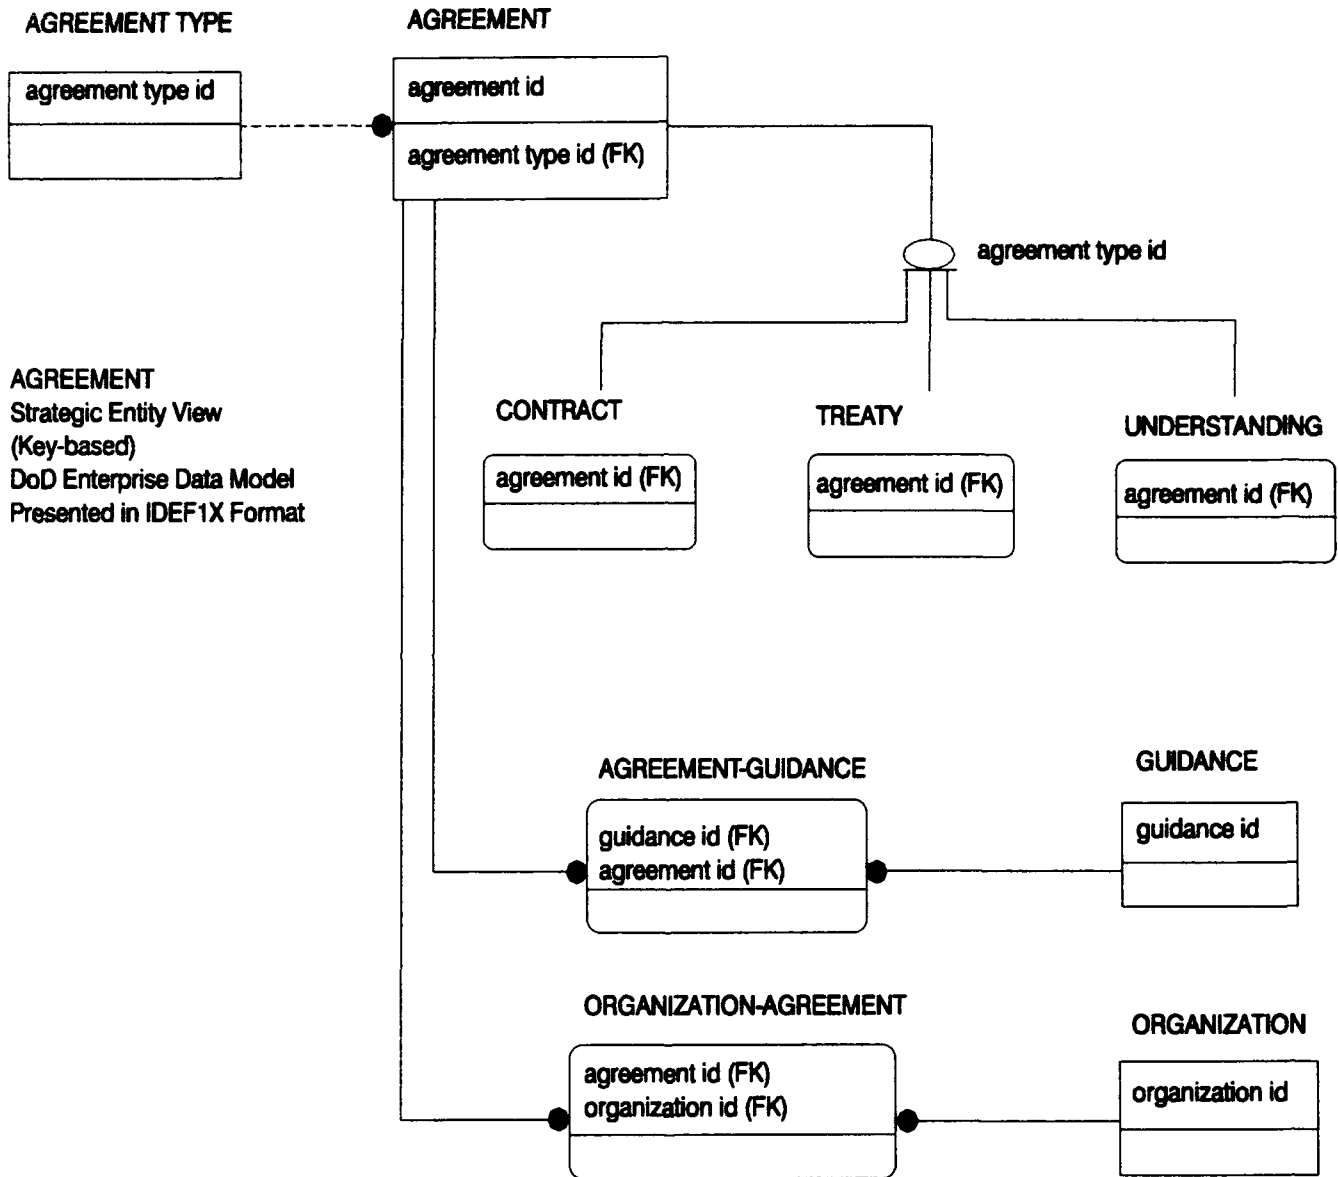 AGREEMENT TYPE
agreement type id
AGREEMENT
agreement id
agreement type id (FK)
agreement type id
AGREEMENT
Strategic Entity View
(Key-based)
DoD Enterprise Data Model
Presented in IDEF1X Format
CONTRACT
agreement id (FK)
TREATY
agreement id (FK)
UNDERSTANDING
agreement id (FK)
AGREEMENT-GUIDANCE
guidance id (FK)
agreement id (FK)
GUIDANCE
guidance id
ORGANIZATION-AGREEMENT
agreement id (FK)
organization id (FK)
ORGANIZATION
organization id